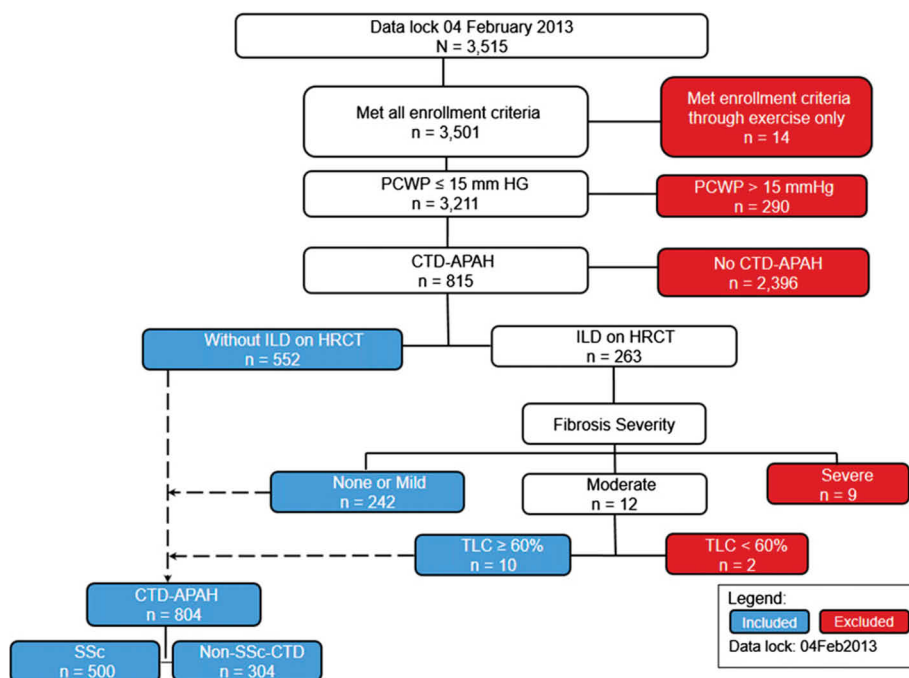 Data lock 04 February 2013
N = 3,515
Met all enrollment criteria
n = 3,501
Met enrollment criteria
through exercise only
n = 14
PCWP ≤ 15 mm HG
n = 3,211
PCWP > 15 mmHg
n = 290
CTD-APAH
n = 815
No CTD-APAH
n = 2,396
Without ILD on HRCT
n = 552
ILD on HRCT
n = 263
Fibrosis Severity
None or Mild
n = 242
Moderate
n = 12
Severe
n = 9
TLC ≥ 60%
n = 10
TLC < 60%
n = 2
CTD-APAH
n = 804
SSc
n = 500
Non-SSc-CTD
n = 304
Legend:
Included
Excluded
Data lock: 04Feb2013